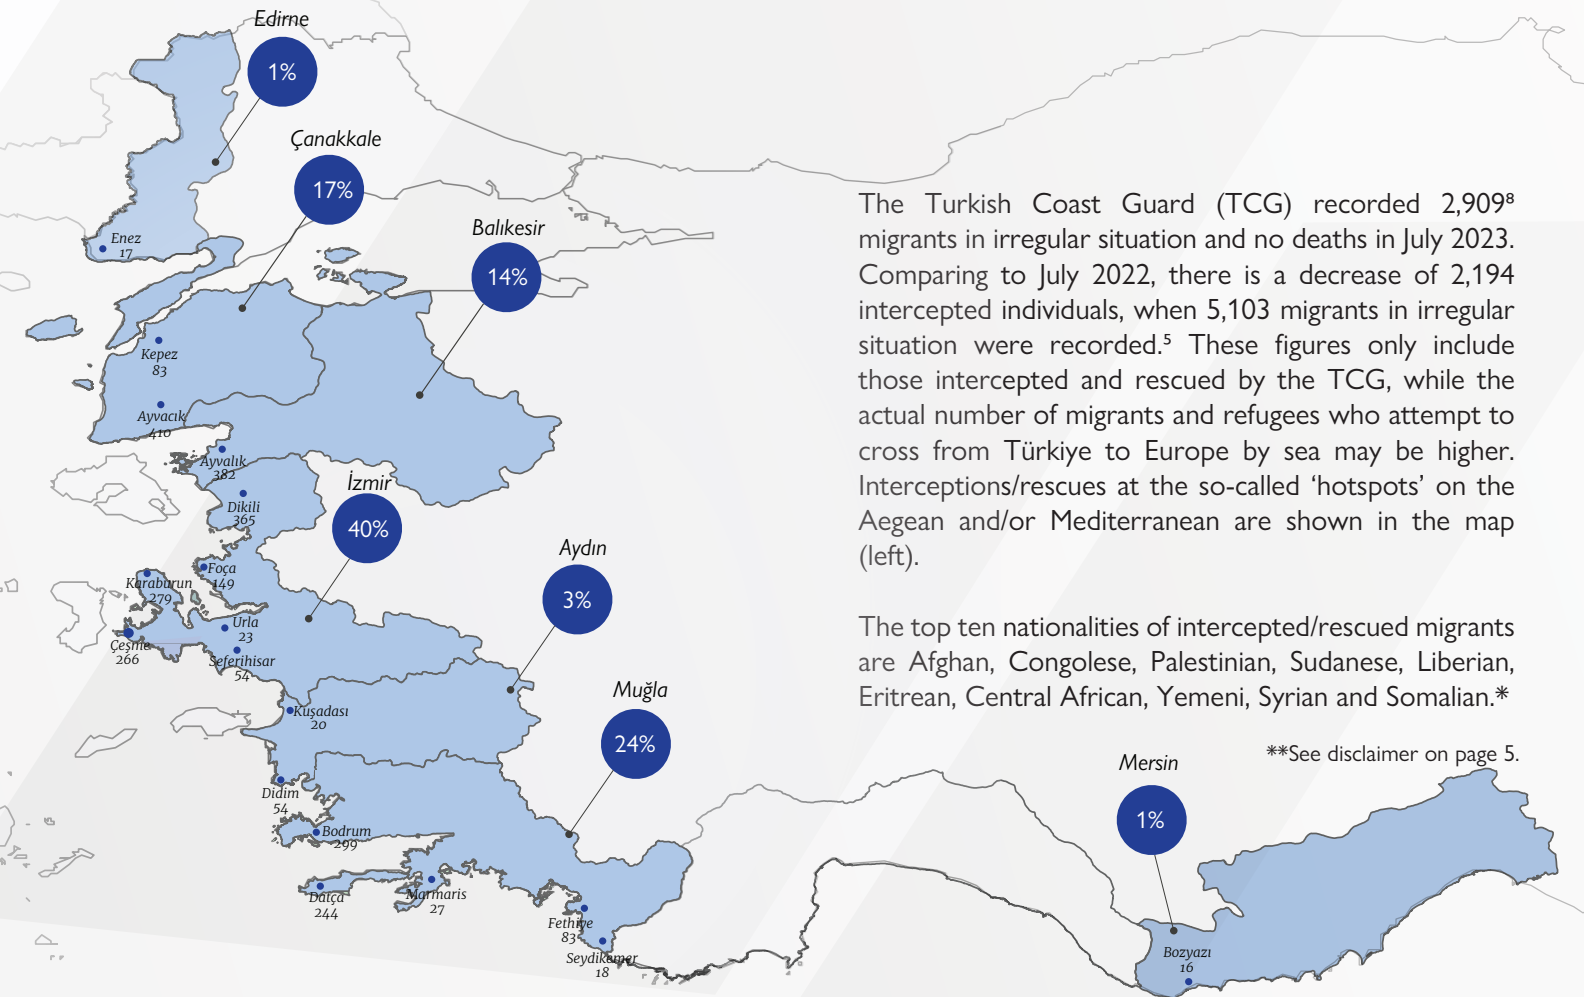 Edirne
1%
Çanakkale
17%
Balıkesir
14%
Enez
17
Kepez
83
Ayvacık
410
Ayvalık
382
Dikili
365
İzmir
40%
Foça
149
Karaburun
279
Urla
23
Çeşme
266
Seferihisar
54
Aydın
3%
Kuşadası
20
Muğla
24%
Didim
54
Bodrum
299
Datça
244
Marmaris
27
Fethiye
83
Seydikemer
18
The Turkish Coast Guard (TCG) recorded 2,909⁸
migrants in irregular situation and no deaths in July 2023.
Comparing to July 2022, there is a decrease of 2,194
intercepted individuals, when 5,103 migrants in irregular
situation were recorded.⁵ These figures only include
those intercepted and rescued by the TCG, while the
actual number of migrants and refugees who attempt to
cross from Türkiye to Europe by sea may be higher.
Interceptions/rescues at the so-called ‘hotspots’ on the
Aegean and/or Mediterranean are shown in the map
(left).
The top ten nationalities of intercepted/rescued migrants
are Afghan, Congolese, Palestinian, Sudanese, Liberian,
Eritrean, Central African, Yemeni, Syrian and Somalian.*
**See disclaimer on page 5.
Mersin
1%
Bozyazı
16